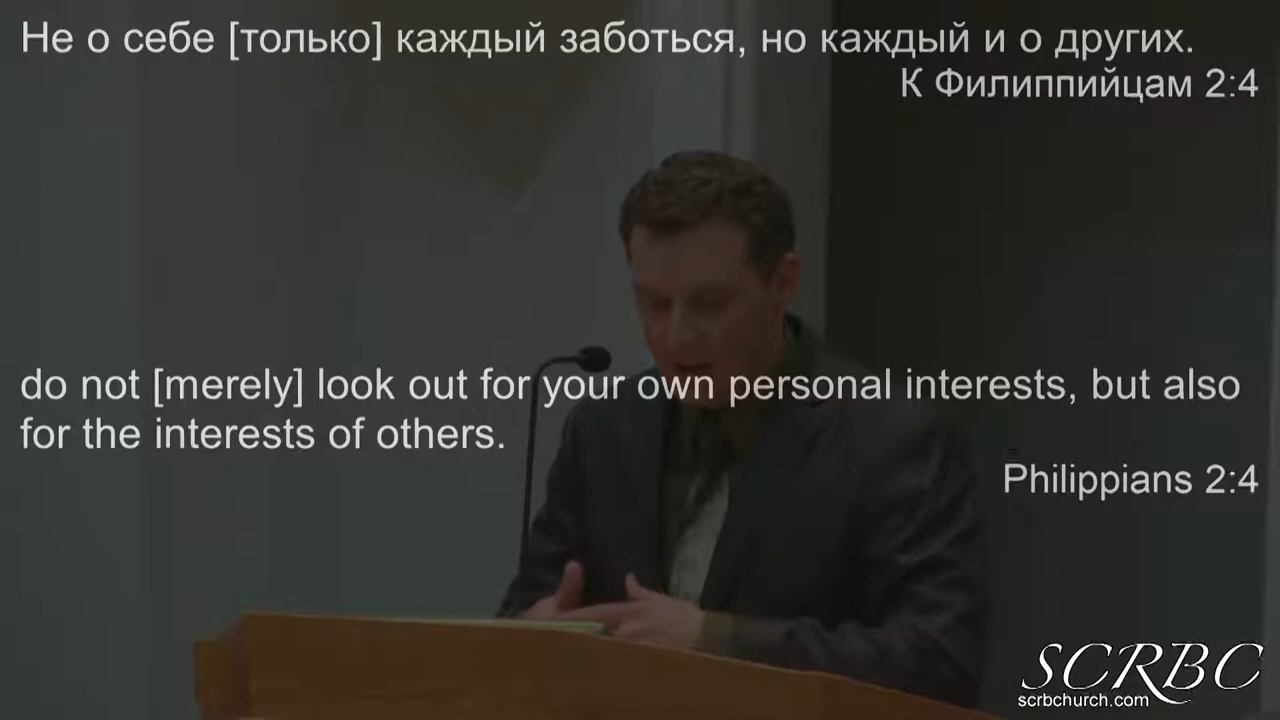 Не о себе [только] каждый заботься, но каждый и о других.
К Филиппийцам 2:4
do not [merely] look out for your own personal interests, but also
for the interests of others.
Philippians 2:4
SCRBC
scrbchurch.com